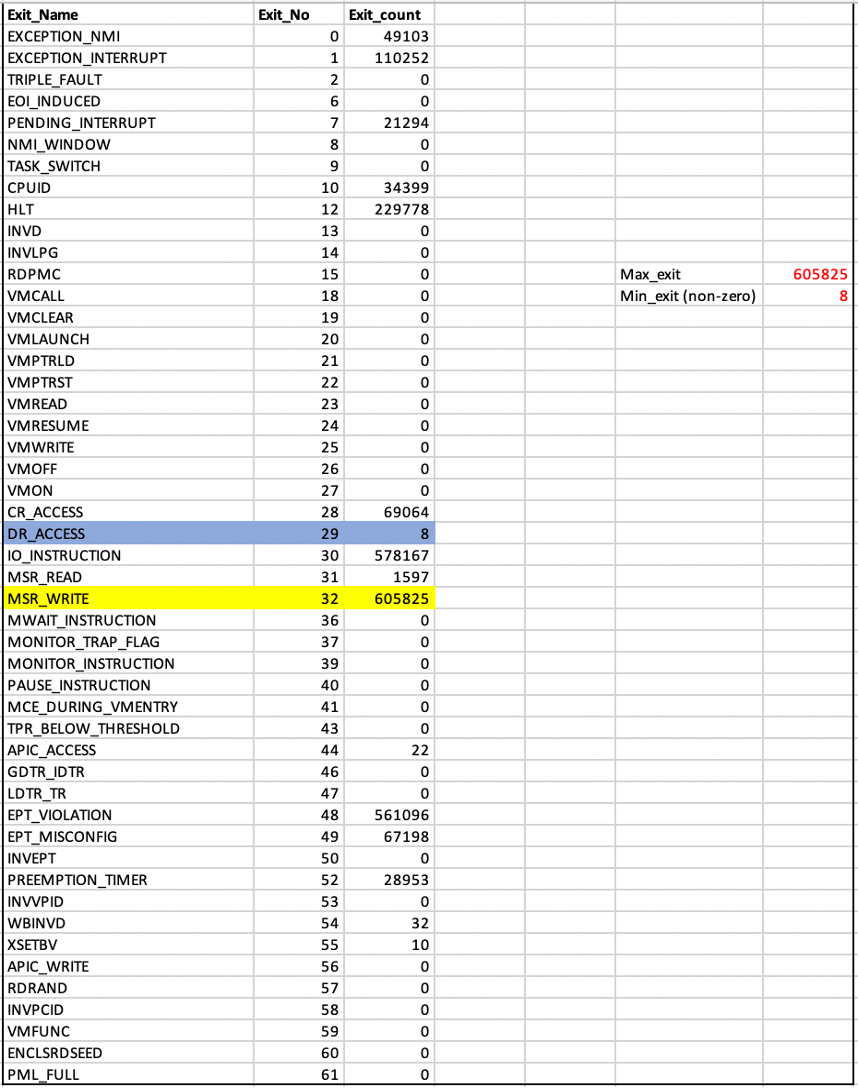 Exit_Name Exit_No Exit_count
EXCEPTION_NMI 0 49103
EXCEPTION_INTERRUPT 1 110252
TRIPLE_FAULT 2 0
EOI_INDUCED 6 0
PENDING_INTERRUPT 7 21294
NMI_WINDOW 8 0
TASK_SWITCH 9 0
CPUID 10 34399
HLT 12 229778
INVD 13 0
INVLPG 14 0
RDPMC 15 0 Max_exit 605825
VMCALL 18 0 Min_exit (non-zero) 8
VMCLEAR 19 0
VMLAUNCH 20 0
VMPTRLD 21 0
VMPTRST 22 0
VMREAD 23 0
VMRESUME 24 0
VMWRITE 25 0
VMOFF 26 0
VMON 27 0
CR_ACCESS 28 69064
DR_ACCESS 29 8
IO_INSTRUCTION 30 578167
MSR_READ 31 1597
MSR_WRITE 32 605825
MWAIT_INSTRUCTION 36 0
MONITOR_TRAP_FLAG 37 0
MONITOR_INSTRUCTION 39 0
PAUSE_INSTRUCTION 40 0
MCE_DURING_VMENTRY 41 0
TPR_BELOW_THRESHOLD 43 0
APIC_ACCESS 44 22
GDTR_IDTR 46 0
LDTR_TR 47 0
EPT_VIOLATION 48 561096
EPT_MISCONFIG 49 67198
INVEPT 50 0
PREEMPTION_TIMER 52 28953
INVVPID 53 0
WBINVD 54 32
XSETBV 55 10
APIC_WRITE 56 0
RDRAND 57 0
INVPCID 58 0
VMFUNC 59 0
ENCLSRDSEED 60 0
PML_FULL 61 0